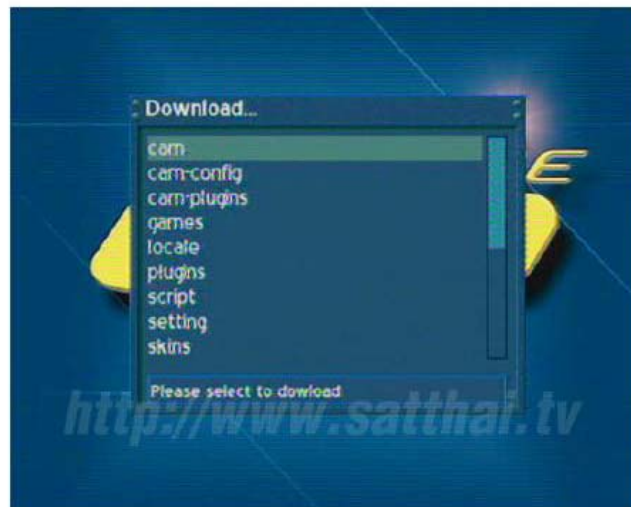 Download...
cam
cam-config
cam-plugins
games
locale
plugins
script
setting
skins
E
Please select to dowload
http://www.satthai.tv